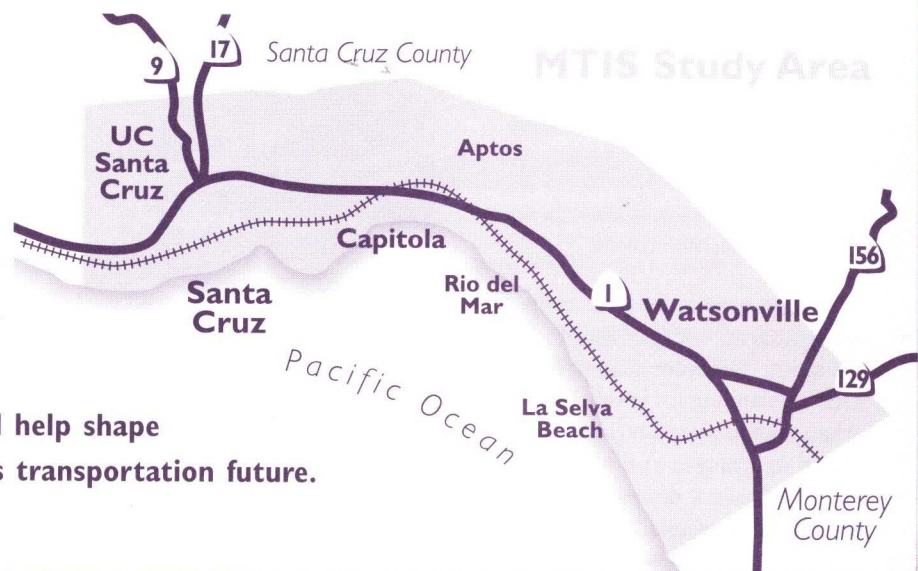 9
17
Santa Cruz County
MTIS Study Area
UC
Santa
Cruz
Aptos
Capitola
156
Rio del
Mar
1
Watsonville
Santa
Cruz
129
Pacific Ocean
La Selva
Beach
help shape
transportation future.
Monterey
County